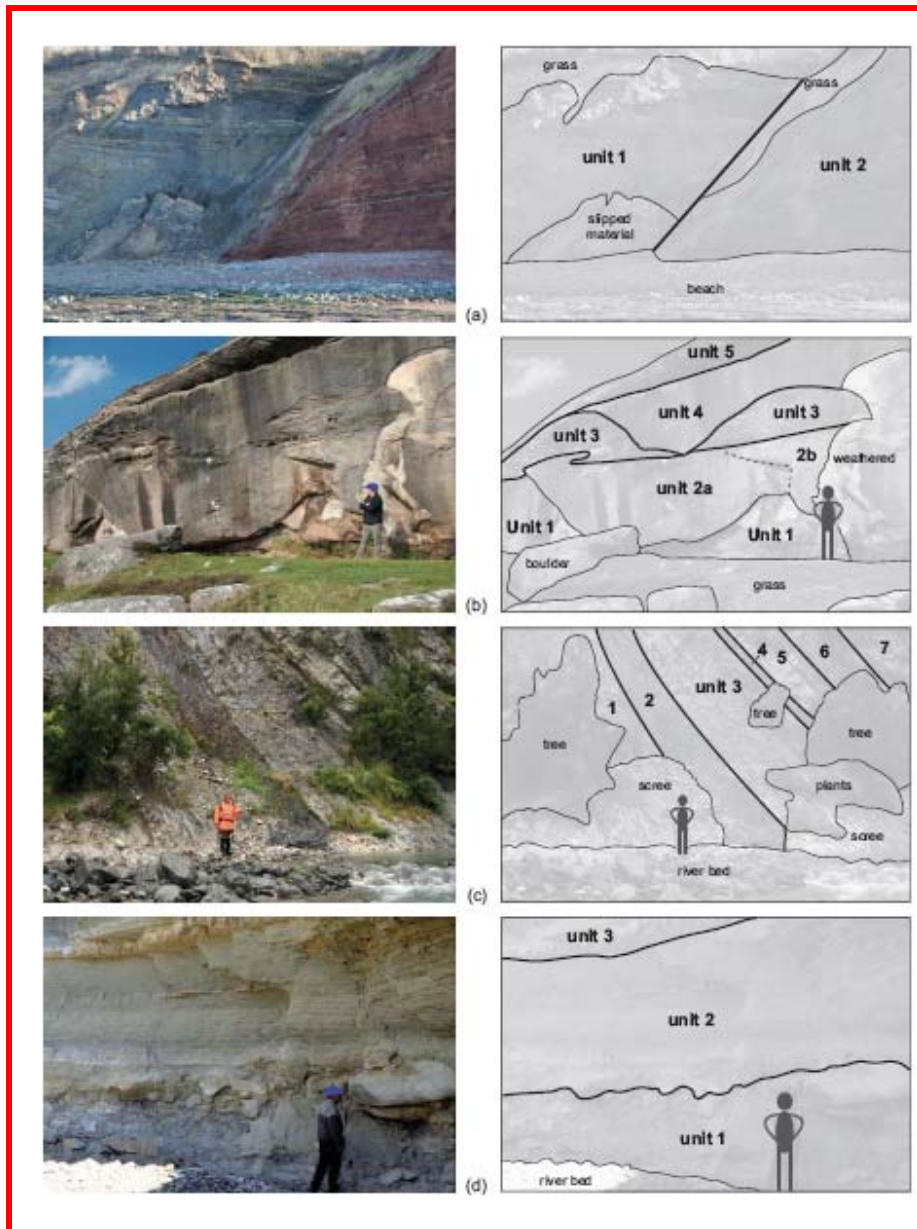 grass
grass
unit 1
unit 2
slipped
material
beach
(a)
unit 5
unit 4
unit 3
unit 3
2b
weathered
unit 2a
Unit 1
Unit 1
boulder
grass
(b)
4
5
6
7
unit 3
1
2
tree
tree
tree
plants
scree
scree
river bed
(c)
unit 3
unit 2
unit 1
river bed
(d)